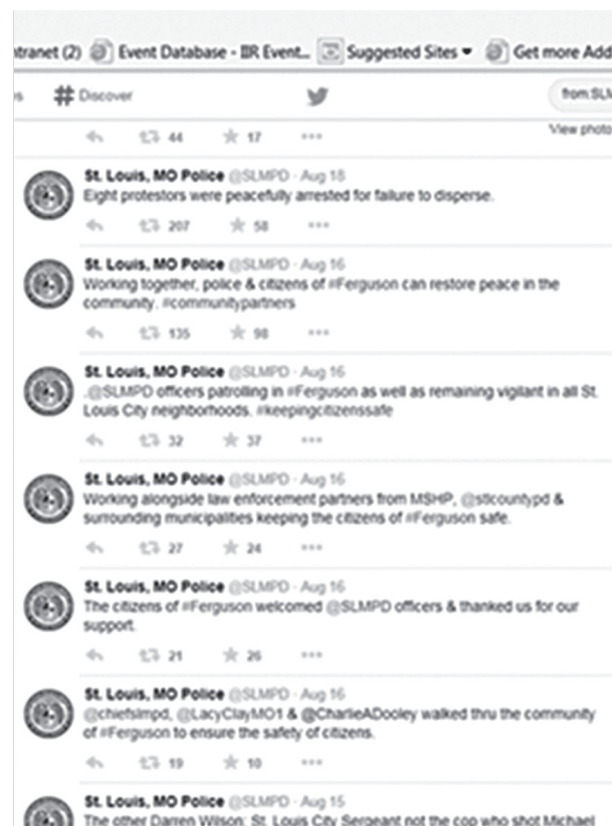 ntranet (2) Event Database - IIR Event... Suggested Sites Get more Add
s # Discover from:SLM
44 17 •••
View photo
St. Louis, MO Police @SLMPD · Aug 18
Eight protestors were peacefully arrested for failure to disperse.
207 58 •••
St. Louis, MO Police @SLMPD · Aug 16
Working together, police & citizens of #Ferguson can restore peace in the
community. #communitypartners
135 98 •••
St. Louis, MO Police @SLMPD · Aug 16
.@SLMPD officers patrolling in #Ferguson as well as remaining vigilant in all St.
Louis City neighborhoods. #keepingcitizenssafe
32 37 •••
St. Louis, MO Police @SLMPD · Aug 16
Working alongside law enforcement partners from MSHP, @stlcountypd &
surrounding municipalities keeping the citizens of #Ferguson safe.
27 24 •••
St. Louis, MO Police @SLMPD · Aug 16
The citizens of #Ferguson welcomed @SLMPD officers & thanked us for our
support.
21 26 •••
St. Louis, MO Police @SLMPD · Aug 16
@chiefslmpd, @LacyClayMO1 & @CharlieADooley walked thru the community
of #Ferguson to ensure the safety of citizens.
19 10 •••
St. Louis, MO Police @SLMPD · Aug 15
The other Darren Wilson: St. Louis City Sergeant not the cop who shot Michael